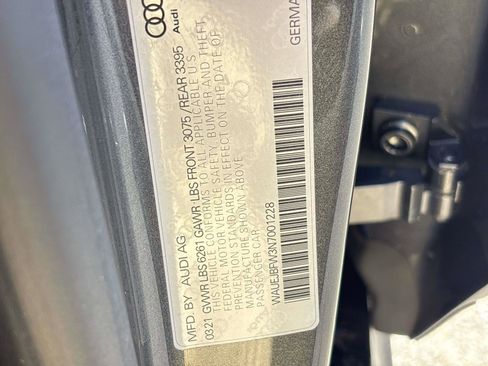 Audi
GERMA
MFD. BY AUDI AG
0321 GVWR LBS 6261 GAWR LBS FRONT 3075 / REAR 3395
THIS VEHICLE CONFORMS TO ALL APPLICABLE U S
FEDERAL MOTOR VEHICLE SAFETY, BUMPER AND THEFT
PREVENTION STANDARDS IN EFFECT ON THE DATE OF
MANUFACTURE SHOWN ABOVE
PASSENGER CAR
WAUEJBFW3N7001228